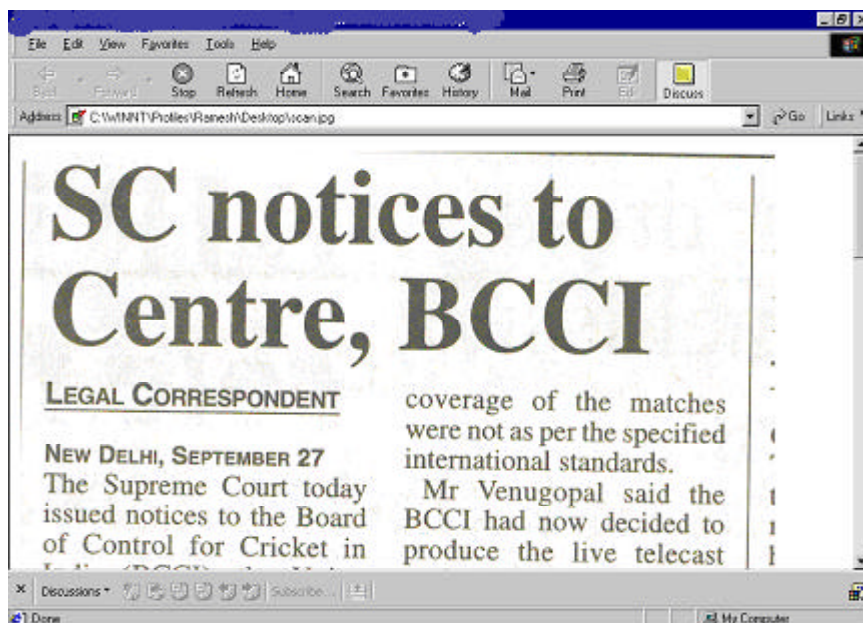 File Edit View Favorites Tools Help
Back Forward Stop Refresh Home Search Favorites History Mail Print Edit Discuss
Address C:\WINNT\Profiles\Ramesh\Desktop\scan.jpg Go Links
SC notices to
Centre, BCCI
LEGAL CORRESPONDENT
NEW DELHI, SEPTEMBER 27
The Supreme Court today
issued notices to the Board
of Control for Cricket in
coverage of the matches
were not as per the specified
international standards.
Mr Venugopal said the
BCCI had now decided to
produce the live telecast
Discussions Subscribe...
Done My Computer